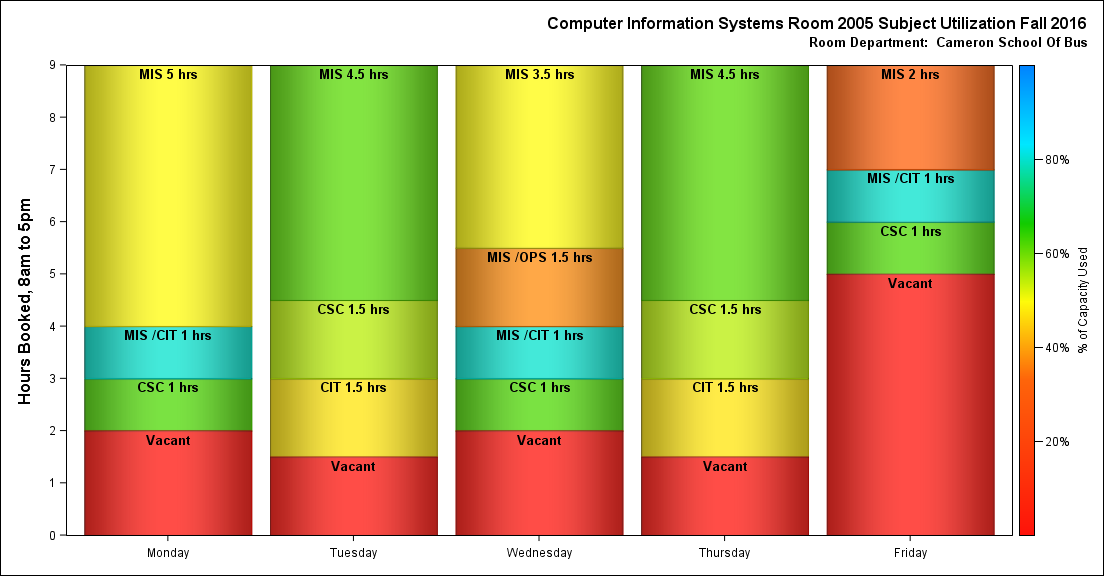 Computer Information Systems Room 2005 Subject Utilization Fall 2016
Room Department:  Cameron School Of Bus
Hours Booked, 8am to 5pm
9
8
7
6
5
4
3
2
1
0
MIS 5 hrs
MIS /CIT 1 hrs
CSC 1 hrs
Vacant
MIS 4.5 hrs
CSC 1.5 hrs
CIT 1.5 hrs
Vacant
MIS 3.5 hrs
MIS /OPS 1.5 hrs
MIS /CIT 1 hrs
CSC 1 hrs
Vacant
MIS 4.5 hrs
CSC 1.5 hrs
CIT 1.5 hrs
Vacant
MIS 2 hrs
MIS /CIT 1 hrs
CSC 1 hrs
Vacant
Monday
Tuesday
Wednesday
Thursday
Friday
80%
60%
40%
20%
% of Capacity Used